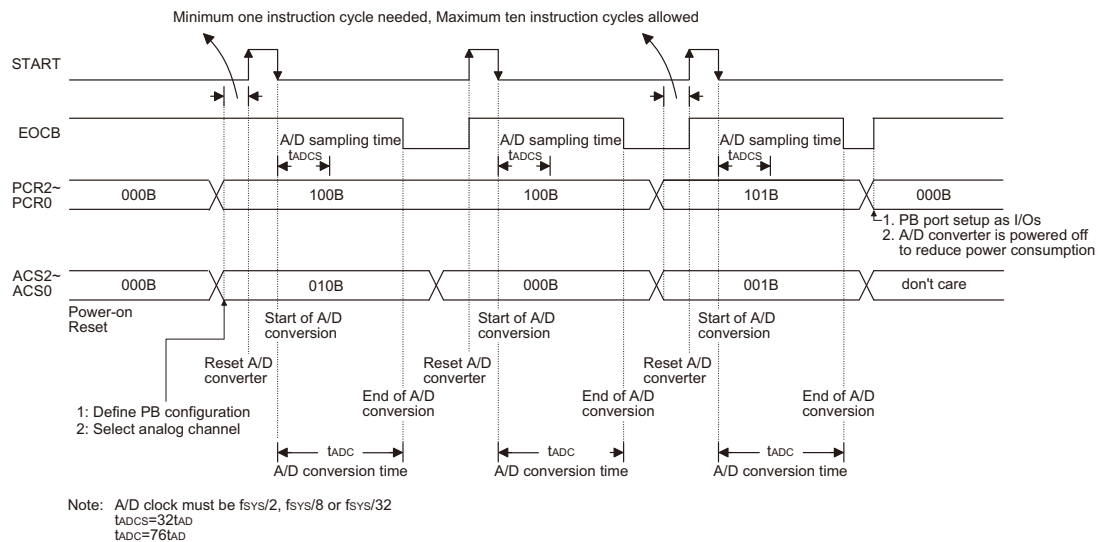 Minimum one instruction cycle needed, Maximum ten instruction cycles allowed
START
EOCB
A/D sampling time
tADCS
A/D sampling time
tADCS
A/D sampling time
tADCS
PCR2~
PCR0
000B
100B
100B
101B
000B
1. PB port setup as I/Os
2. A/D converter is powered off
to reduce power consumption
ACS2~
ACS0
000B
010B
000B
001B
don't care
Power-on
Reset
Start of A/D
conversion
Start of A/D
conversion
Start of A/D
conversion
Reset A/D
converter
Reset A/D
converter
Reset A/D
converter
End of A/D
conversion
End of A/D
conversion
End of A/D
conversion
1: Define PB configuration
2: Select analog channel
tADC
A/D conversion time
tADC
A/D conversion time
tADC
A/D conversion time
Note: A/D clock must be fSYS/2, fSYS/8 or fSYS/32
tADCS=32tAD
tADC=76tAD